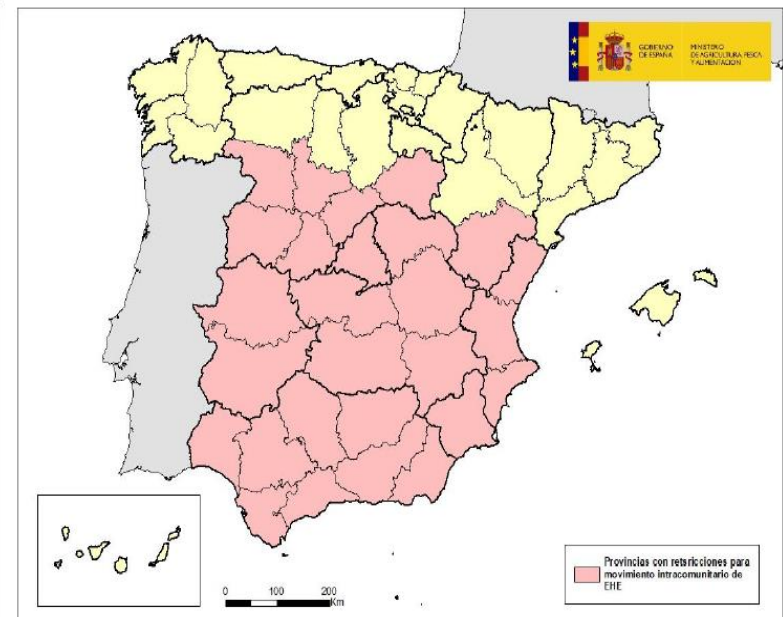 GOBIERNO
DE ESPAÑA
MINISTERIO
DE AGRICULTURA, PESCA
Y ALIMENTACIÓN
0 100 200
Km
Provincias con retsricciones para
movimiento intracomunitario de
EHE